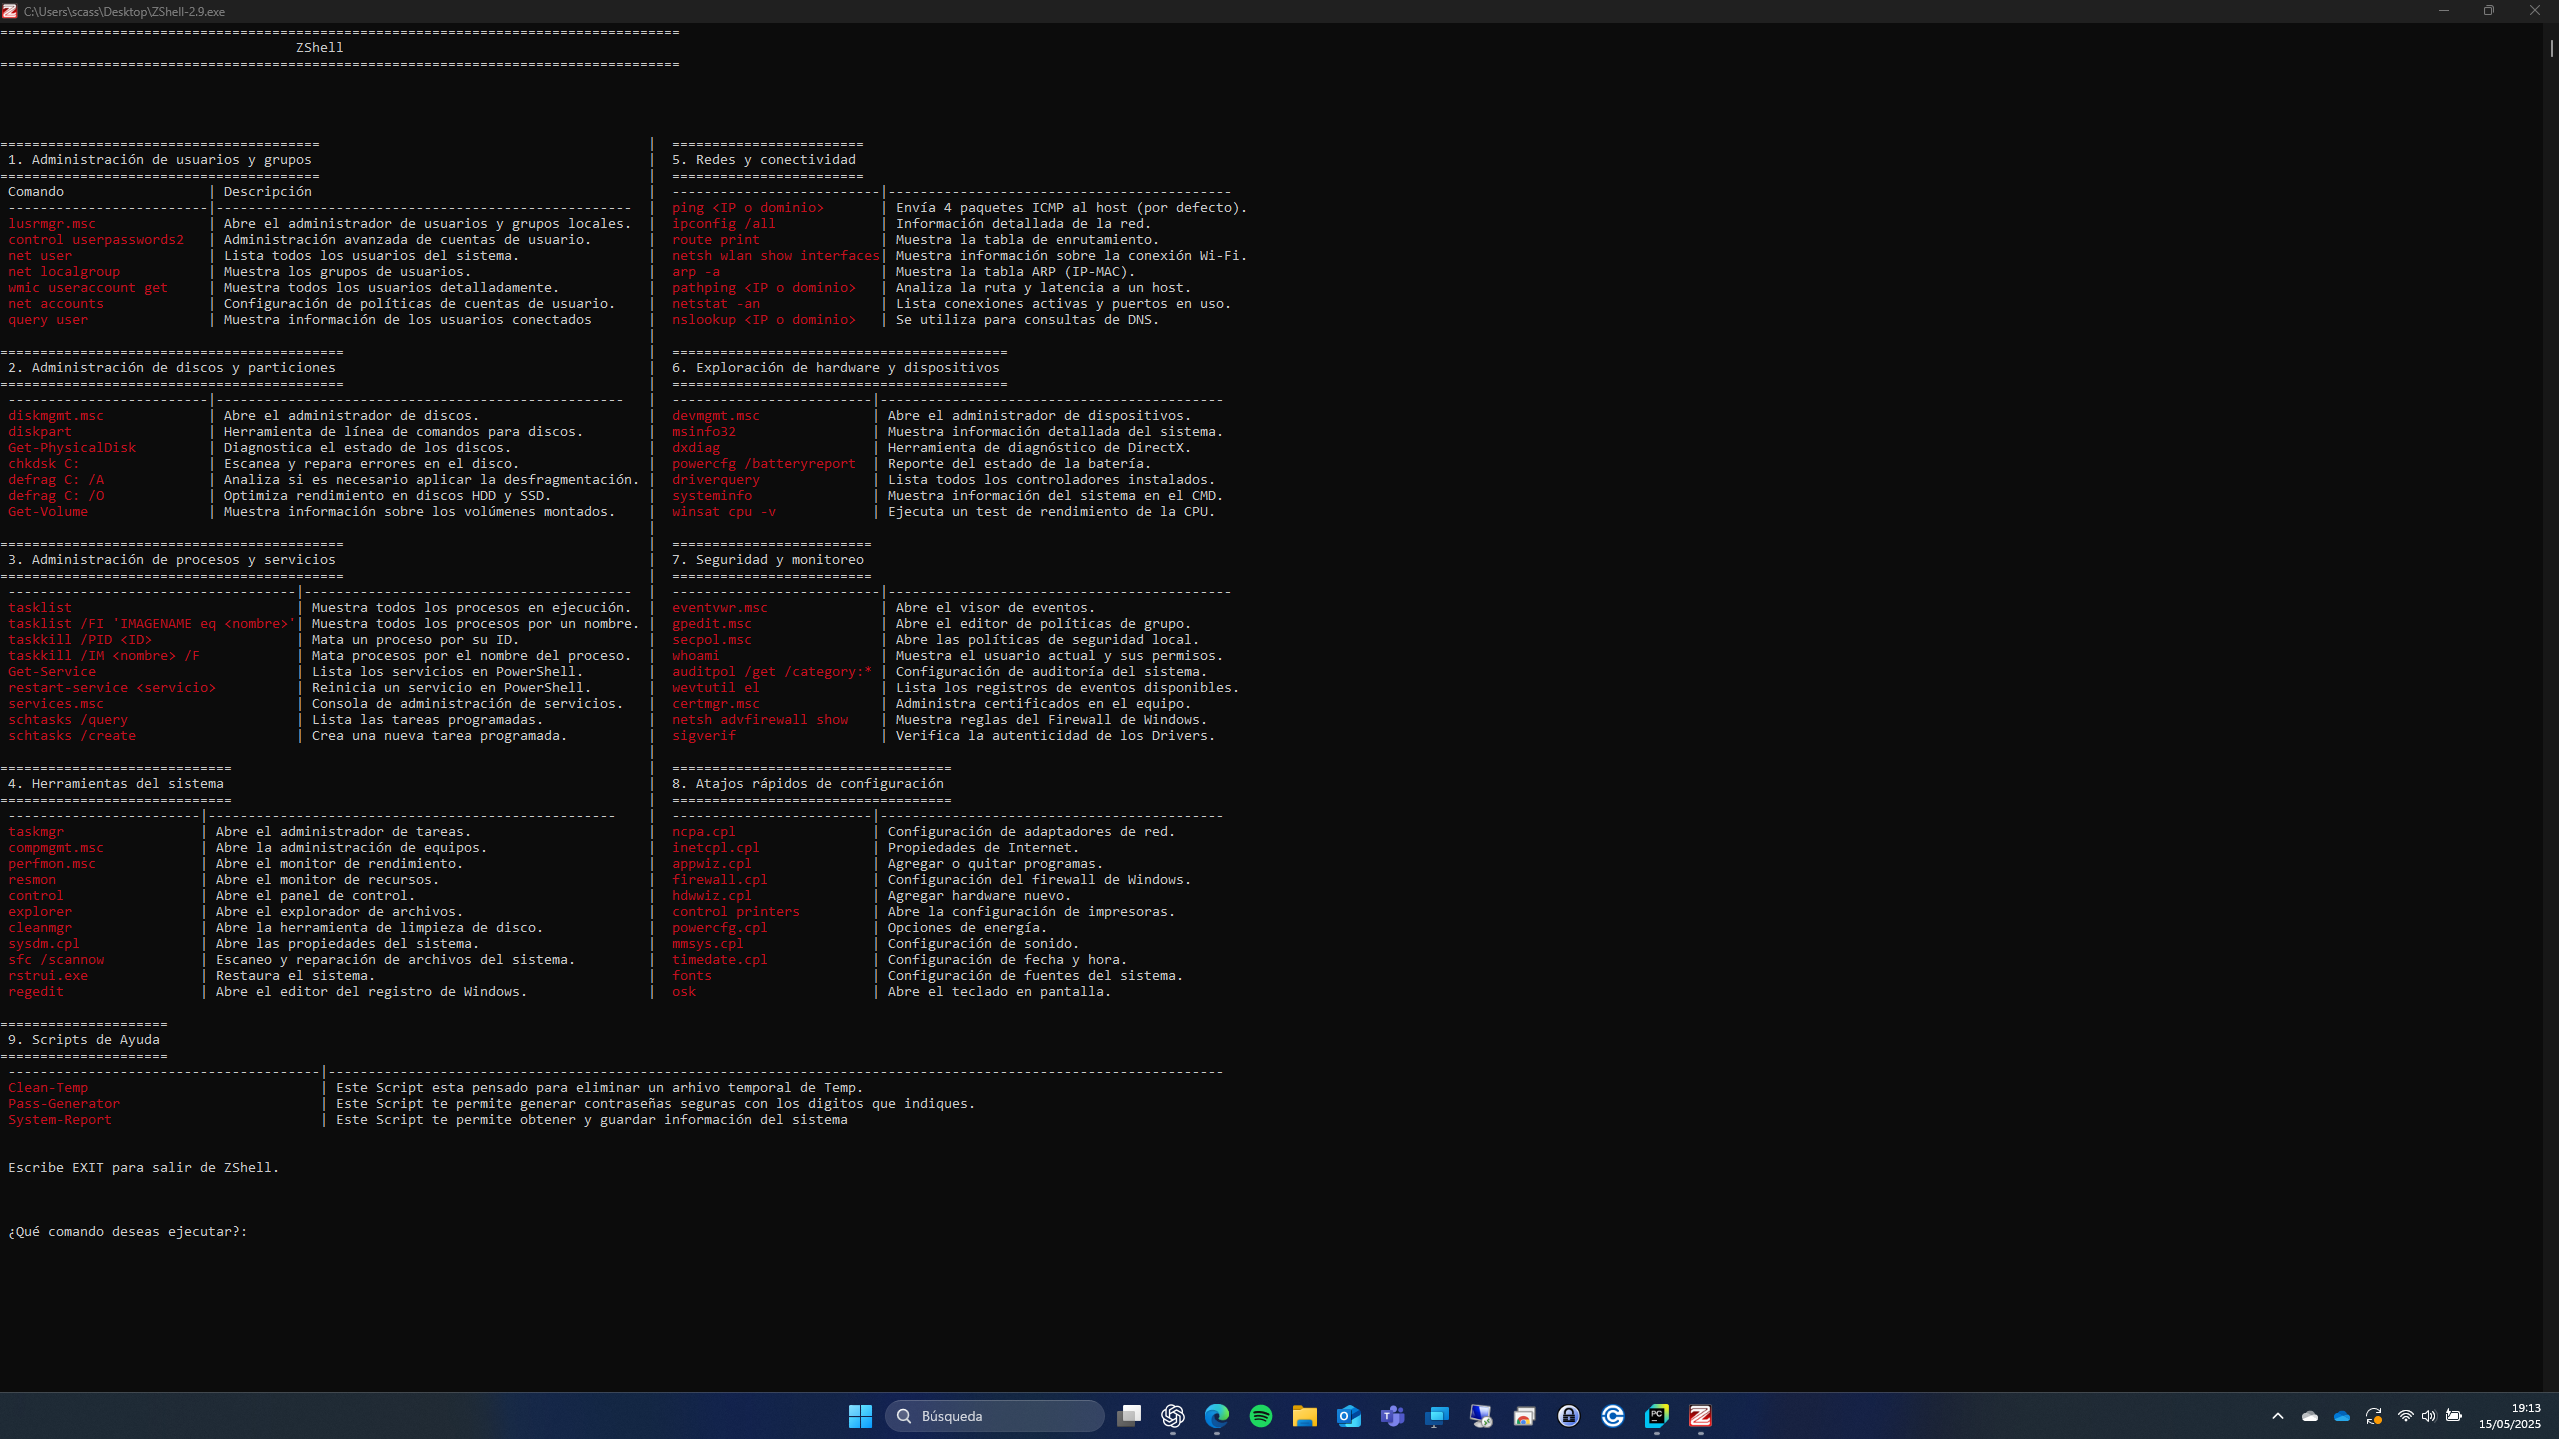 C:\Users\scass\Desktop\ZShell-2.9.exe
=====================================================================================
ZShell
=====================================================================================
========================================
1. Administración de usuarios y grupos
========================================
Comando | Descripción
-------------------------|----------------------------------------------------
lusrmgr.msc | Abre el administrador de usuarios y grupos locales.
control userpasswords2 | Administración avanzada de cuentas de usuario.
net user | Lista todos los usuarios del sistema.
net localgroup | Muestra los grupos de usuarios.
wmic useraccount get | Muestra todos los usuarios detalladamente.
net accounts | Configuración de políticas de cuentas de usuario.
query user | Muestra información de los usuarios conectados
===========================================
2. Administración de discos y particiones
===========================================
-------------------------|---------------------------------------------------
diskmgmt.msc | Abre el administrador de discos.
diskpart | Herramienta de línea de comandos para discos.
Get-PhysicalDisk | Diagnostica el estado de los discos.
chkdsk C: | Escanea y repara errores en el disco.
defrag C: /A | Analiza si es necesario aplicar la desfragmentación.
defrag C: /O | Optimiza rendimiento en discos HDD y SSD.
Get-Volume | Muestra información sobre los volúmenes montados.
===========================================
3. Administración de procesos y servicios
===========================================
------------------------------------|-----------------------------------------
tasklist | Muestra todos los procesos en ejecución.
tasklist /FI 'IMAGENAME eq <nombre>'| Muestra todos los procesos por un nombre.
taskkill /PID <ID> | Mata un proceso por su ID.
taskkill /IM <nombre> /F | Mata procesos por el nombre del proceso.
Get-Service | Lista los servicios en PowerShell.
restart-service <servicio> | Reinicia un servicio en PowerShell.
services.msc | Consola de administración de servicios.
schtasks /query | Lista las tareas programadas.
schtasks /create | Crea una nueva tarea programada.
=============================
4. Herramientas del sistema
=============================
------------------------|---------------------------------------------------
taskmgr | Abre el administrador de tareas.
compmgmt.msc | Abre la administración de equipos.
perfmon.msc | Abre el monitor de rendimiento.
resmon | Abre el monitor de recursos.
control | Abre el panel de control.
explorer | Abre el explorador de archivos.
cleanmgr | Abre la herramienta de limpieza de disco.
sysdm.cpl | Abre las propiedades del sistema.
sfc /scannow | Escaneo y reparación de archivos del sistema.
rstrui.exe | Restaura el sistema.
regedit | Abre el editor del registro de Windows.
========================
5. Redes y conectividad
========================
--------------------------|-------------------------------------------
ping <IP o dominio> | Envía 4 paquetes ICMP al host (por defecto).
ipconfig /all | Información detallada de la red.
route print | Muestra la tabla de enrutamiento.
netsh wlan show interfaces| Muestra información sobre la conexión Wi-Fi.
arp -a | Muestra la tabla ARP (IP-MAC).
pathping <IP o dominio> | Analiza la ruta y latencia a un host.
netstat -an | Lista conexiones activas y puertos en uso.
nslookup <IP o dominio> | Se utiliza para consultas de DNS.
==========================================
6. Exploración de hardware y dispositivos
==========================================
-------------------------|-------------------------------------------
devmgmt.msc | Abre el administrador de dispositivos.
msinfo32 | Muestra información detallada del sistema.
dxdiag | Herramienta de diagnóstico de DirectX.
powercfg /batteryreport | Reporte del estado de la batería.
driverquery | Lista todos los controladores instalados.
systeminfo | Muestra información del sistema en el CMD.
winsat cpu -v | Ejecuta un test de rendimiento de la CPU.
=========================
7. Seguridad y monitoreo
=========================
--------------------------|-------------------------------------------
eventvwr.msc | Abre el visor de eventos.
gpedit.msc | Abre el editor de políticas de grupo.
secpol.msc | Abre las políticas de seguridad local.
whoami | Muestra el usuario actual y sus permisos.
auditpol /get /category:* | Configuración de auditoría del sistema.
wevtutil el | Lista los registros de eventos disponibles.
certmgr.msc | Administra certificados en el equipo.
netsh advfirewall show | Muestra reglas del Firewall de Windows.
sigverif | Verifica la autenticidad de los Drivers.
===================================
8. Atajos rápidos de configuración
===================================
-------------------------|-------------------------------------------
ncpa.cpl | Configuración de adaptadores de red.
inetcpl.cpl | Propiedades de Internet.
appwiz.cpl | Agregar o quitar programas.
firewall.cpl | Configuración del firewall de Windows.
hdwwiz.cpl | Agregar hardware nuevo.
control printers | Abre la configuración de impresoras.
powercfg.cpl | Opciones de energía.
mmsys.cpl | Configuración de sonido.
timedate.cpl | Configuración de fecha y hora.
fonts | Configuración de fuentes del sistema.
osk | Abre el teclado en pantalla.
=====================
9. Scripts de Ayuda
=====================
---------------------------------------|----------------------------------------------------------------------------------------------------------------
Clean-Temp | Este Script esta pensado para eliminar un arhivo temporal de Temp.
Pass-Generator | Este Script te permite generar contraseñas seguras con los digitos que indiques.
System-Report | Este Script te permite obtener y guardar información del sistema
Escribe EXIT para salir de ZShell.
¿Qué comando deseas ejecutar?:
Búsqueda
19:13
15/05/2025